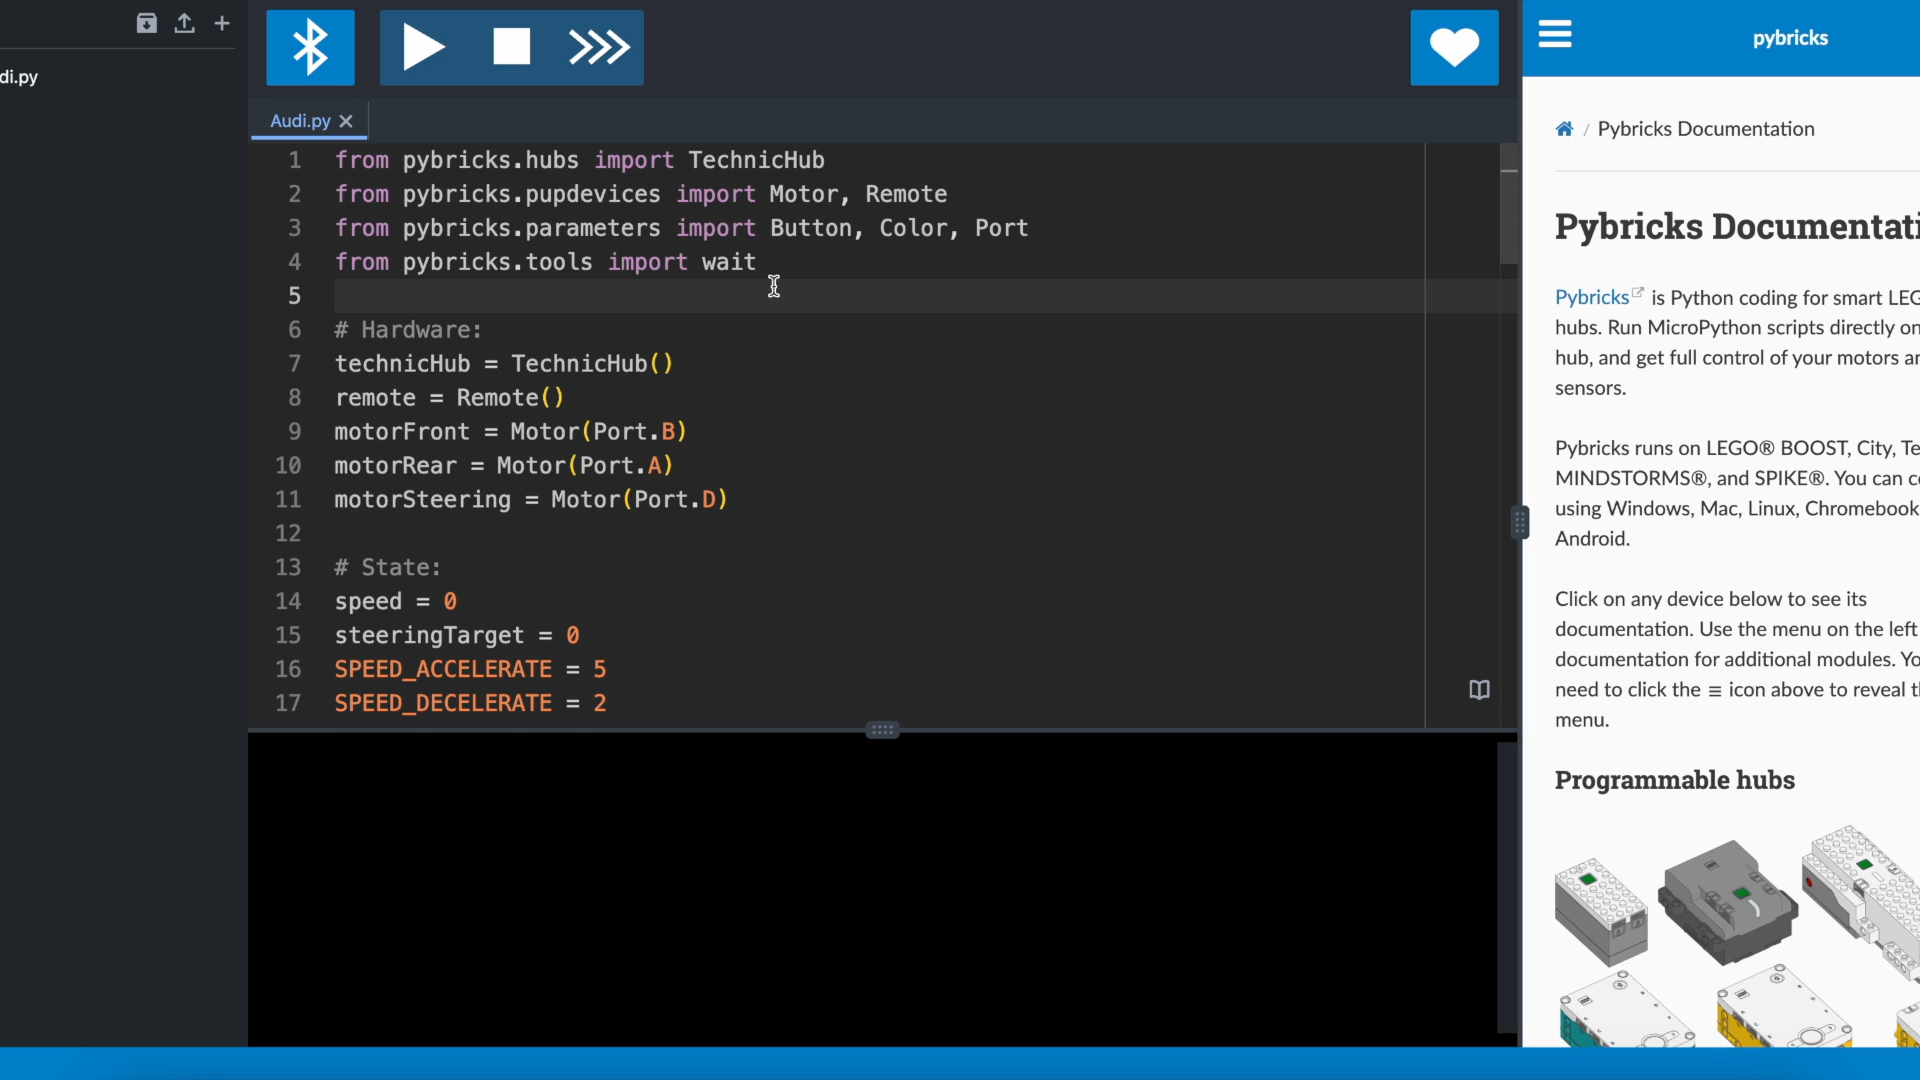 di.py
Audi.py
1 from pybricks.hubs import TechnicHub
2 from pybricks.pupdevices import Motor, Remote
3 from pybricks.parameters import Button, Color, Port
4 from pybricks.tools import wait
5
6 # Hardware:
7 technicHub = TechnicHub()
8 remote = Remote()
9 motorFront = Motor(Port.B)
10 motorRear = Motor(Port.A)
11 motorSteering = Motor(Port.D)
12
13 # State:
14 speed = 0
15 steeringTarget = 0
16 SPEED_ACCELERATE = 5
17 SPEED_DECELERATE = 2
pybricks
/ Pybricks Documentation
Pybricks Documentati
Pybricks is Python coding for smart LEG
hubs. Run MicroPython scripts directly on
hub, and get full control of your motors an
sensors.
Pybricks runs on LEGO® BOOST, City, Te
MINDSTORMS®, and SPIKE®. You can co
using Windows, Mac, Linux, Chromebook
Android.
Click on any device below to see its
documentation. Use the menu on the left
documentation for additional modules. Yo
need to click the ≡ icon above to reveal t
menu.
Programmable hubs